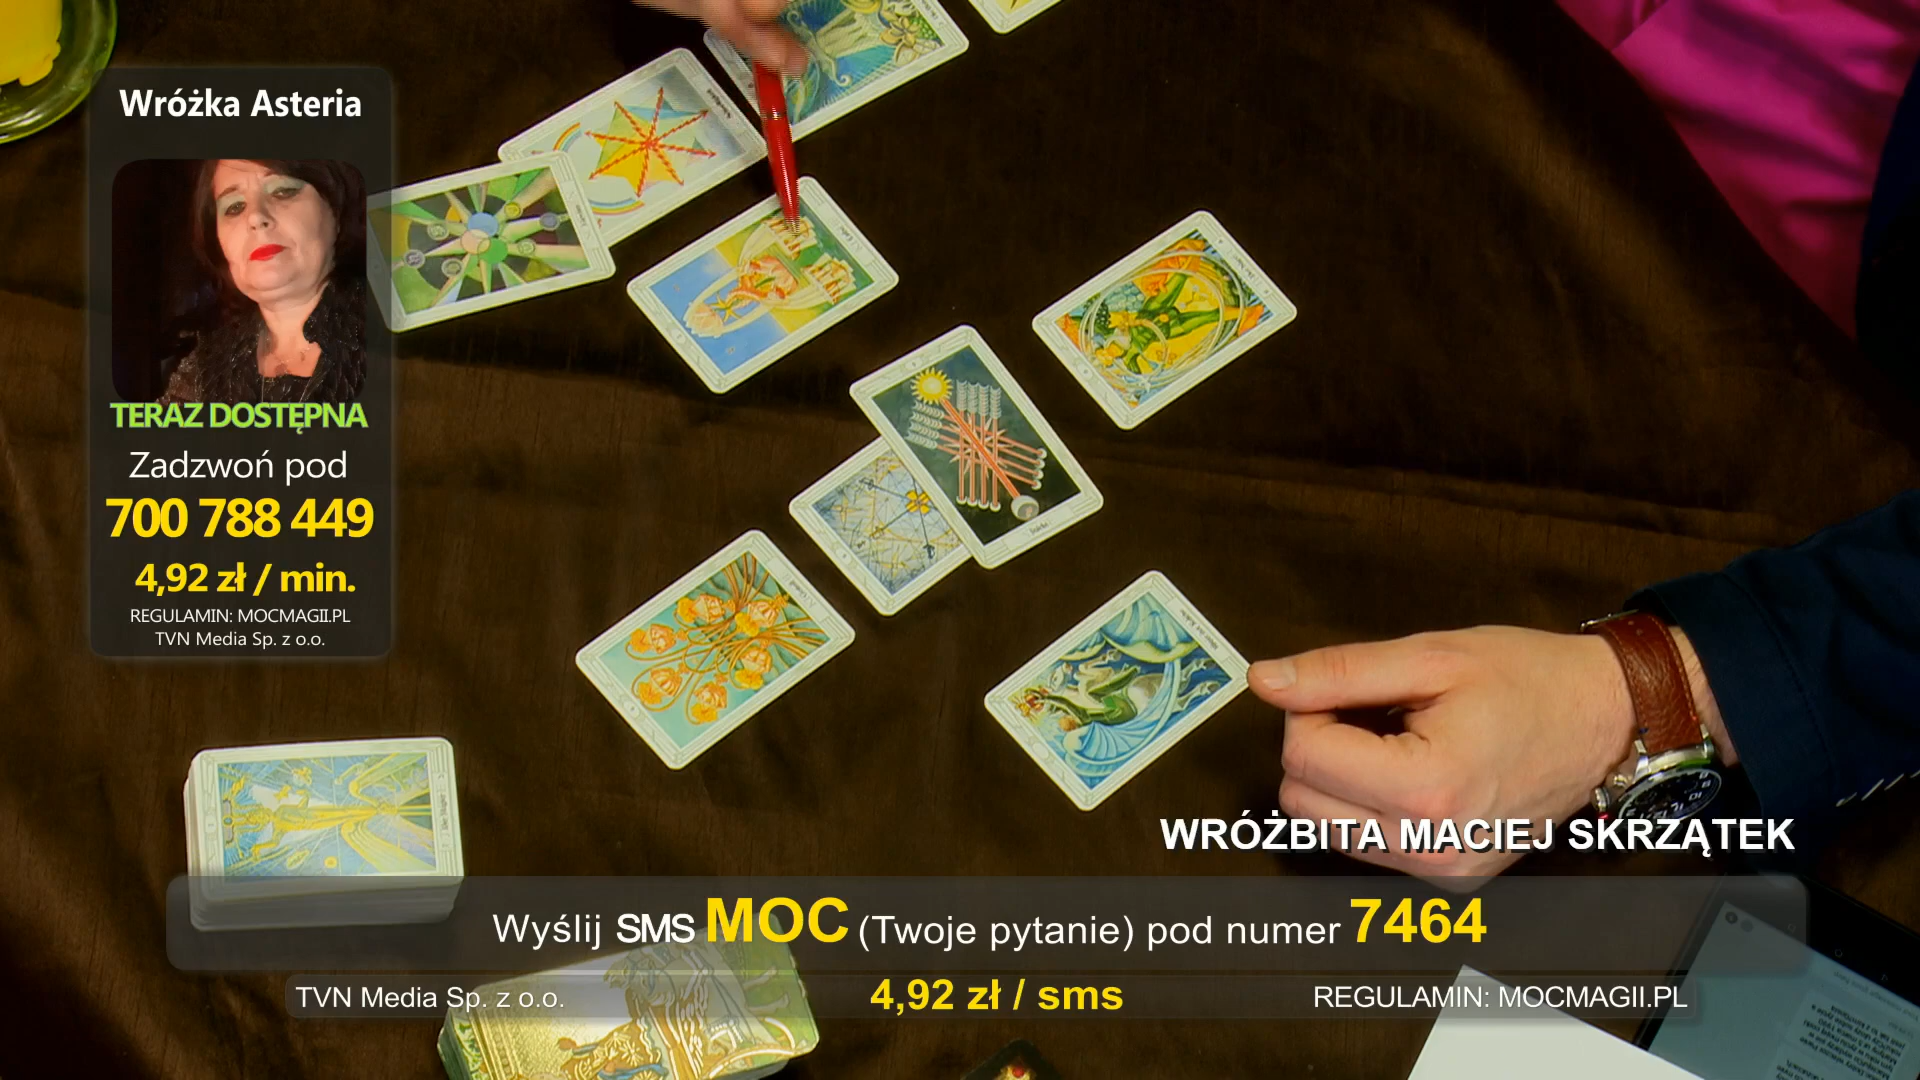 Wróżka Asteria
TERAZ DOSTĘPNA
Zadzwoń pod
700 788 449
4,92 zł / min.
REGULAMIN: MOCMAGII.PL
TVN Media Sp. z o.o.
WRÓŻBITA MACIEJ SKRZĄTEK
Wyślij SMS MOC (Twoje pytanie) pod numer 7464
TVN Media Sp. z o.o.
4,92 zł / sms
REGULAMIN: MOCMAGII.PL